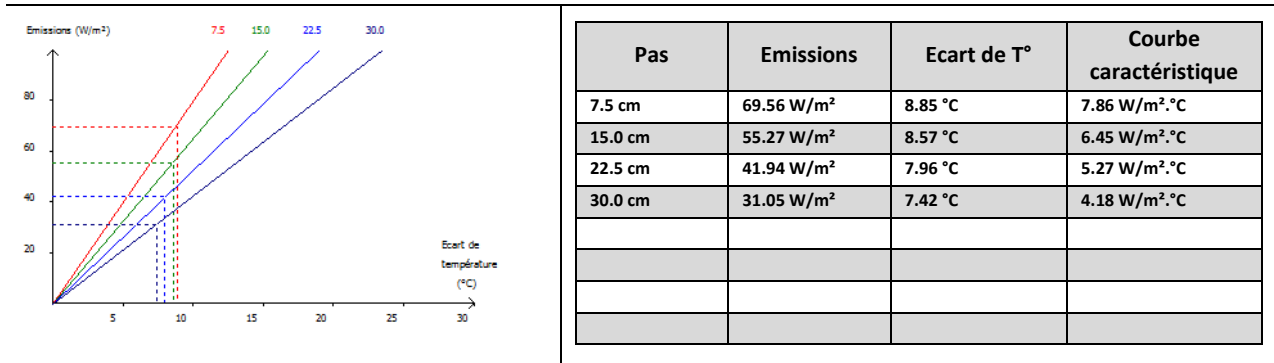 Emissions (W/m²)
7.5 15.0 22.5 30.0
80
60
40
20
Ecart de
température
(°C)
5 10 15 20 25 30
Pas Emissions Ecart de T° Courbe caractéristique
7.5 cm 69.56 W/m² 8.85 °C 7.86 W/m².°C
15.0 cm 55.27 W/m² 8.57 °C 6.45 W/m².°C
22.5 cm 41.94 W/m² 7.96 °C 5.27 W/m².°C
30.0 cm 31.05 W/m² 7.42 °C 4.18 W/m².°C